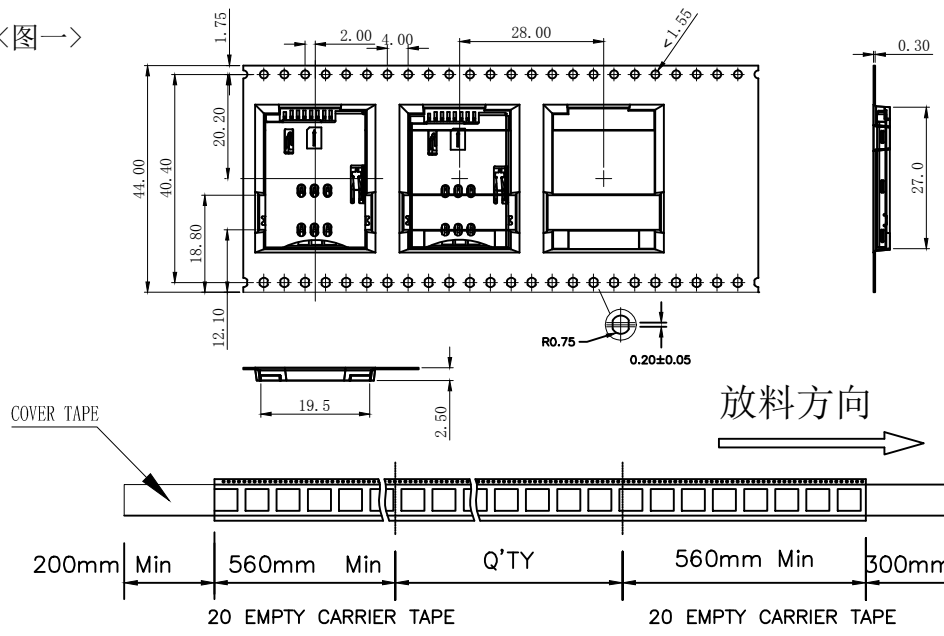 <图一>
1.75
2.00
4.00
28.00
<1.55
0.30
44.00
40.40
20.20
18.80
12.10
27.0
R0.75
0.20±0.05
19.5
2.50
COVER TAPE
放料方向
200mm Min
560mm Min
Q'TY
560mm Min
300mm
20 EMPTY CARRIER TAPE
20 EMPTY CARRIER TAPE